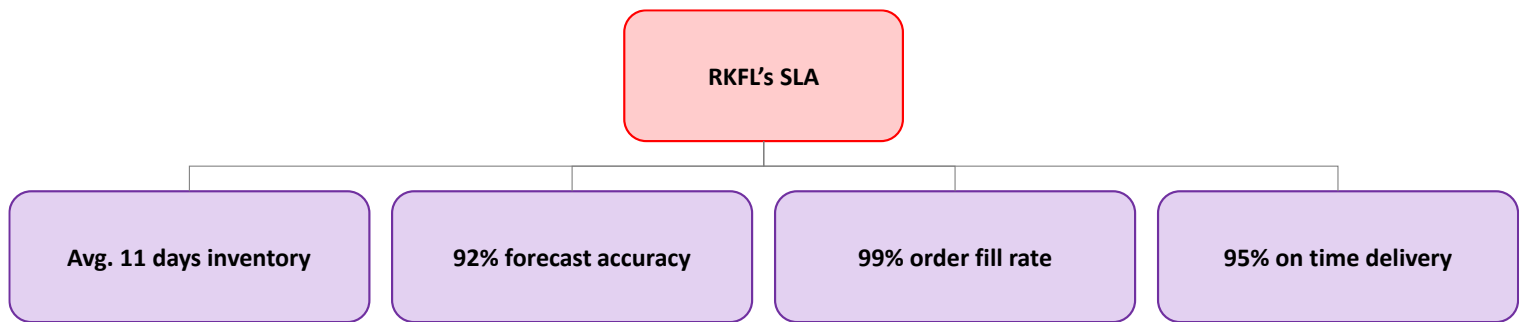 RKFL’s SLA
Avg. 11 days inventory
92% forecast accuracy
99% order fill rate
95% on time delivery